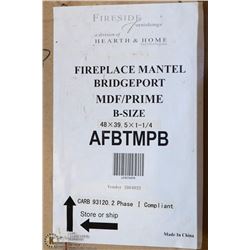 FIRESIDE
Furnishings
a division of
HEARTH & HOME
FIREPLACE MANTEL
BRIDGEPORT
MDF/PRIME
B-SIZE
48×39.5×1-1/4
AFBTMPB
CARB 93120.2 Phase I Compliant
Store or ship
Made In China